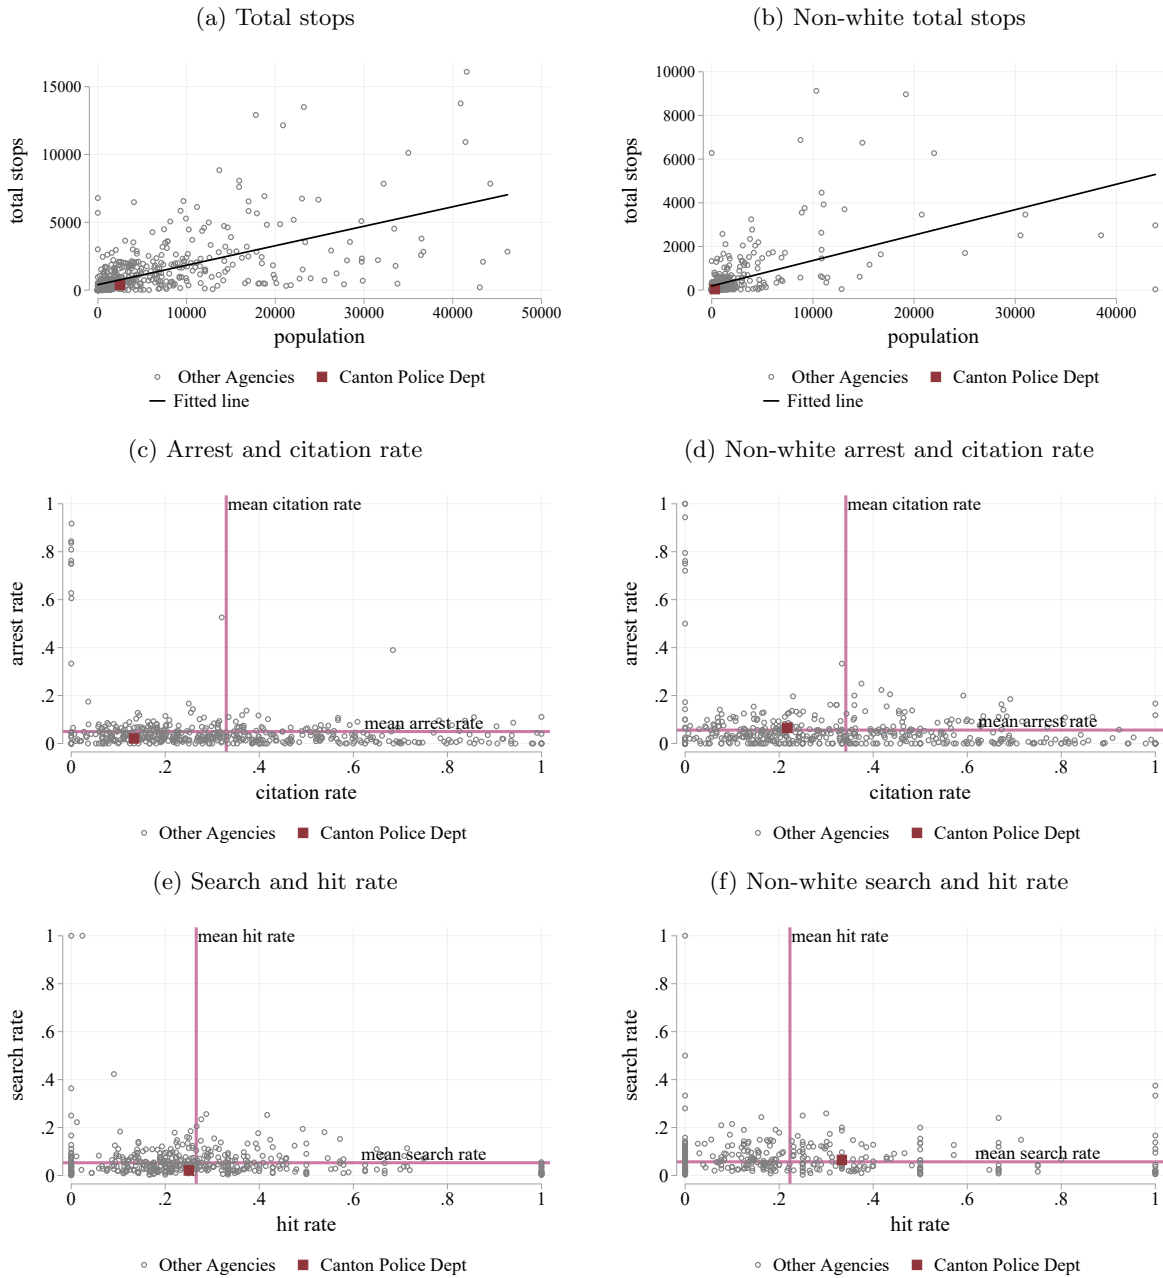 (a) Total stops
(b) Non-white total stops
total stops
15000
10000
5000
0
0 10000 20000 30000 40000 50000
population
Other Agencies Canton Police Dept
Fitted line
total stops
10000
8000
6000
4000
2000
0
0 10000 20000 30000 40000
population
Other Agencies Canton Police Dept
Fitted line
(c) Arrest and citation rate
(d) Non-white arrest and citation rate
arrest rate
1
.8
.6
.4
.2
0
mean citation rate
mean arrest rate
0 .2 .4 .6 .8 1
citation rate
Other Agencies Canton Police Dept
arrest rate
1
.8
.6
.4
.2
0
mean citation rate
mean arrest rate
0 .2 .4 .6 .8 1
citation rate
Other Agencies Canton Police Dept
(e) Search and hit rate
(f) Non-white search and hit rate
search rate
1
.8
.6
.4
.2
0
mean hit rate
mean search rate
0 .2 .4 .6 .8 1
hit rate
Other Agencies Canton Police Dept
search rate
1
.8
.6
.4
.2
0
mean hit rate
mean search rate
0 .2 .4 .6 .8 1
hit rate
Other Agencies Canton Police Dept